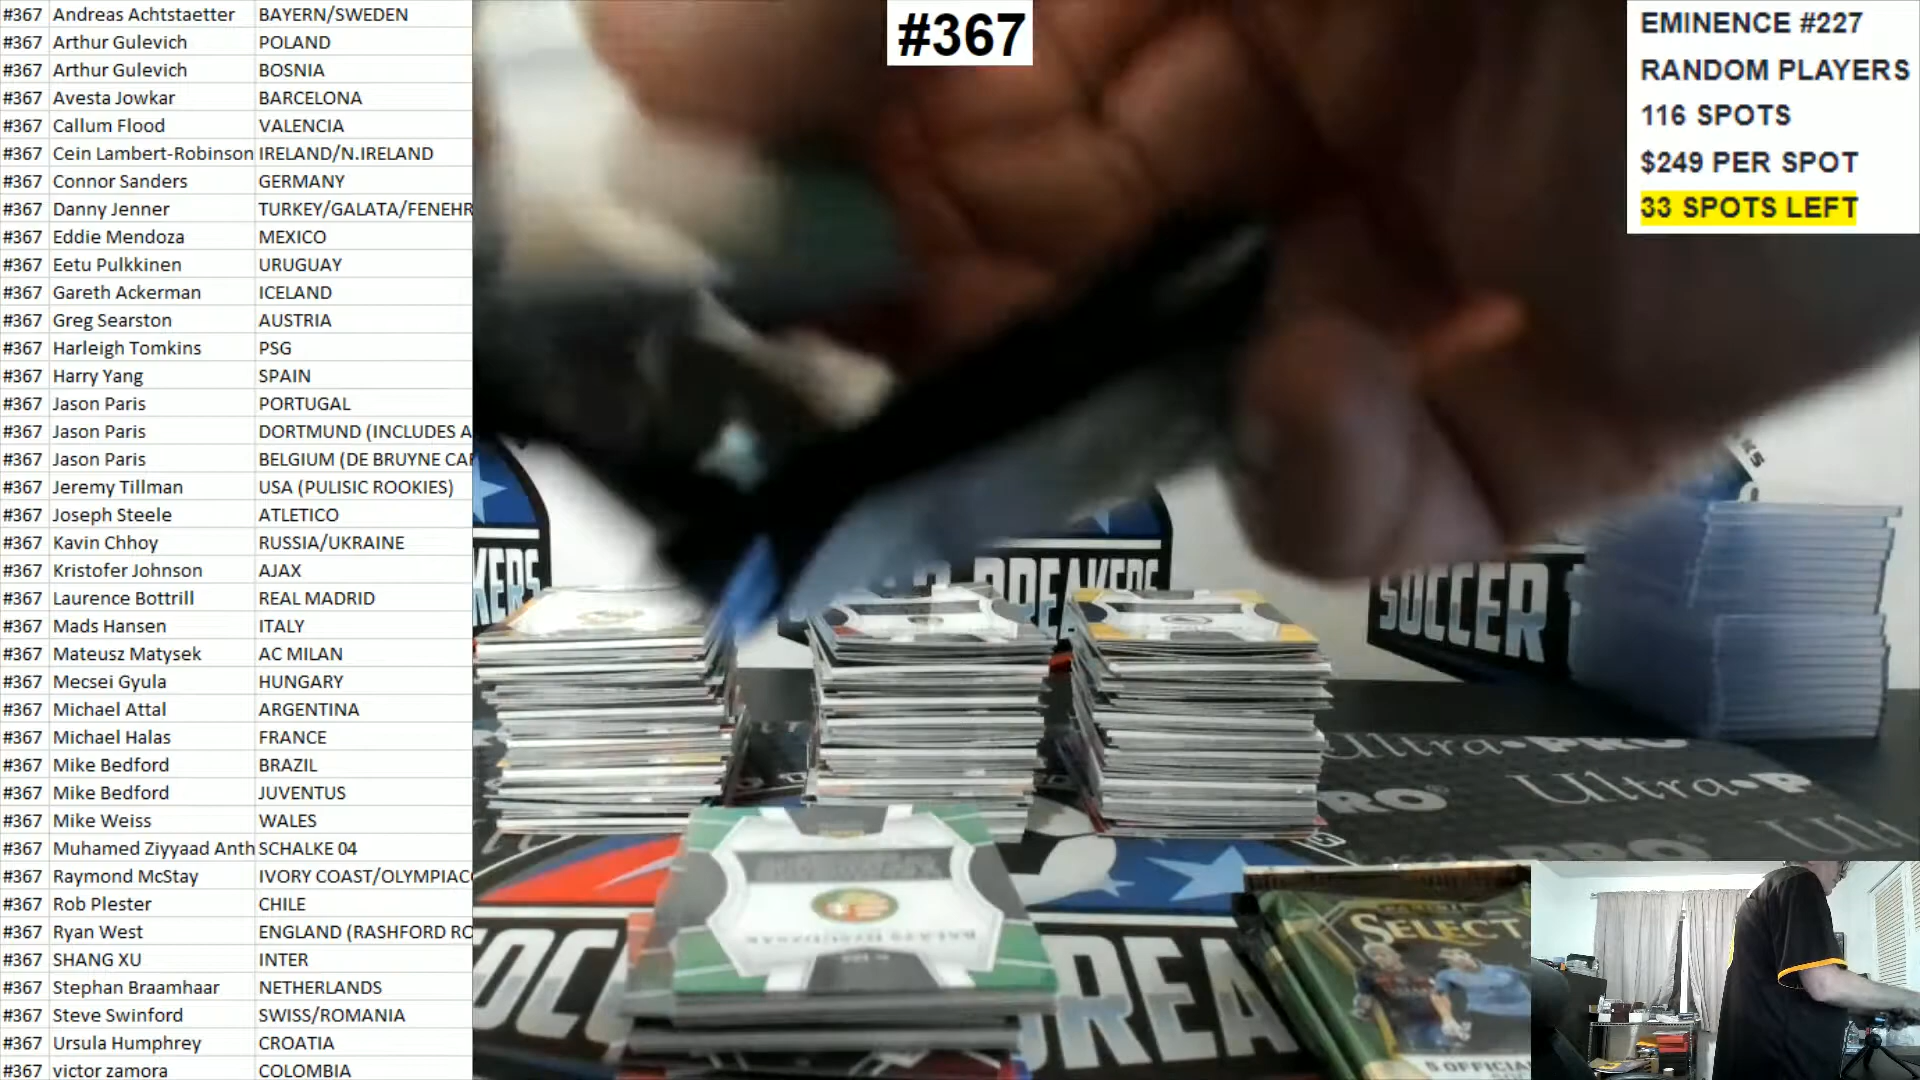 #367 Andreas Achtstaetter BAYERN/SWEDEN
#367 Arthur Gulevich POLAND
#367 Arthur Gulevich BOSNIA
#367 Avesta Jowkar BARCELONA
#367 Callum Flood VALENCIA
#367 Cein Lambert-Robinson IRELAND/N.IRELAND
#367 Connor Sanders GERMANY
#367 Danny Jenner TURKEY/GALATA/FENEHR
#367 Eddie Mendoza MEXICO
#367 Eetu Pulkkinen URUGUAY
#367 Gareth Ackerman ICELAND
#367 Greg Searston AUSTRIA
#367 Harleigh Tomkins PSG
#367 Harry Yang SPAIN
#367 Jason Paris PORTUGAL
#367 Jason Paris DORTMUND (INCLUDES A
#367 Jason Paris BELGIUM (DE BRUYNE CA
#367 Jeremy Tillman USA (PULISIC ROOKIES)
#367 Joseph Steele ATLETICO
#367 Kavin Chhoy RUSSIA/UKRAINE
#367 Kristofer Johnson AJAX
#367 Laurence Bottrill REAL MADRID
#367 Mads Hansen ITALY
#367 Mateusz Matysek AC MILAN
#367 Mecsei Gyula HUNGARY
#367 Michael Attal ARGENTINA
#367 Michael Halas FRANCE
#367 Mike Bedford BRAZIL
#367 Mike Bedford JUVENTUS
#367 Mike Weiss WALES
#367 Muhamed Ziyyaad Anth SCHALKE 04
#367 Raymond McStay IVORY COAST/OLYMPIAC
#367 Rob Plester CHILE
#367 Ryan West ENGLAND (RASHFORD RO
#367 SHANG XU INTER
#367 Stephan Braamhaar NETHERLANDS
#367 Steve Swinford SWISS/ROMANIA
#367 Ursula Humphrey CROATIA
#367 victor zamora COLOMBIA
#367
EMINENCE #227
RANDOM PLAYERS
116 SPOTS
$249 PER SPOT
33 SPOTS LEFT
KERS
BREAKERS
SOCCER
Ultra PRO
PRO Ultra P
SOC
REA
SELECT
5 OFFICIA